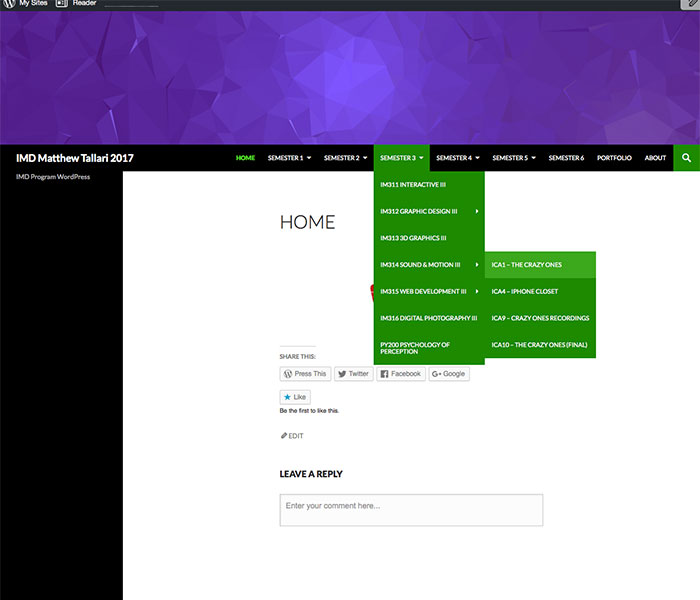 My Sites Reader
IMD Matthew Tallari 2017
HOME SEMESTER 1 SEMESTER 2 SEMESTER 3 SEMESTER 4 SEMESTER 5 SEMESTER 6 PORTFOLIO ABOUT
IMD Program WordPress
IM311 INTERACTIVE III
IM312 GRAPHIC DESIGN III
IM313 3D GRAPHICS III
IM314 SOUND & MOTION III
IM315 WEB DEVELOPMENT III
IM316 DIGITAL PHOTOGRAPHY III
PY200 PSYCHOLOGY OF
PERCEPTION
ICA1 – THE CRAZY ONES
ICA4 – IPHONE CLOSET
ICA9 – CRAZY ONES RECORDINGS
ICA10 – THE CRAZY ONES (FINAL)
HOME
SHARE THIS:
Press This Twitter Facebook G+ Google
Like
Be the first to like this.
EDIT
LEAVE A REPLY
Enter your comment here...